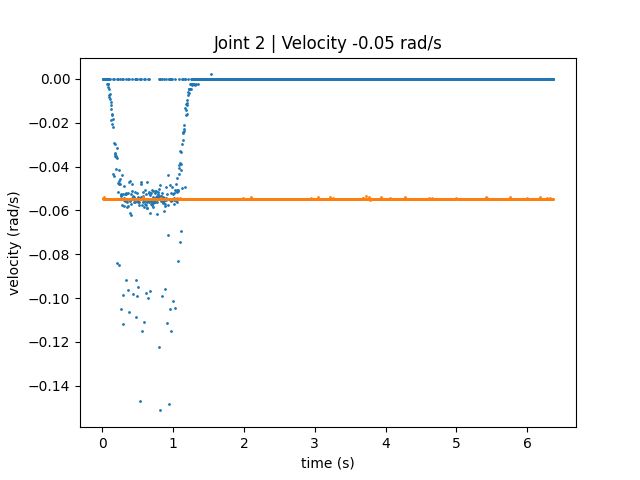 Joint 2 | Velocity -0.05 rad/s
velocity (rad/s)
0.00
−0.02
−0.04
−0.06
−0.08
−0.10
−0.12
−0.14
0 1 2 3 4 5 6
time (s)